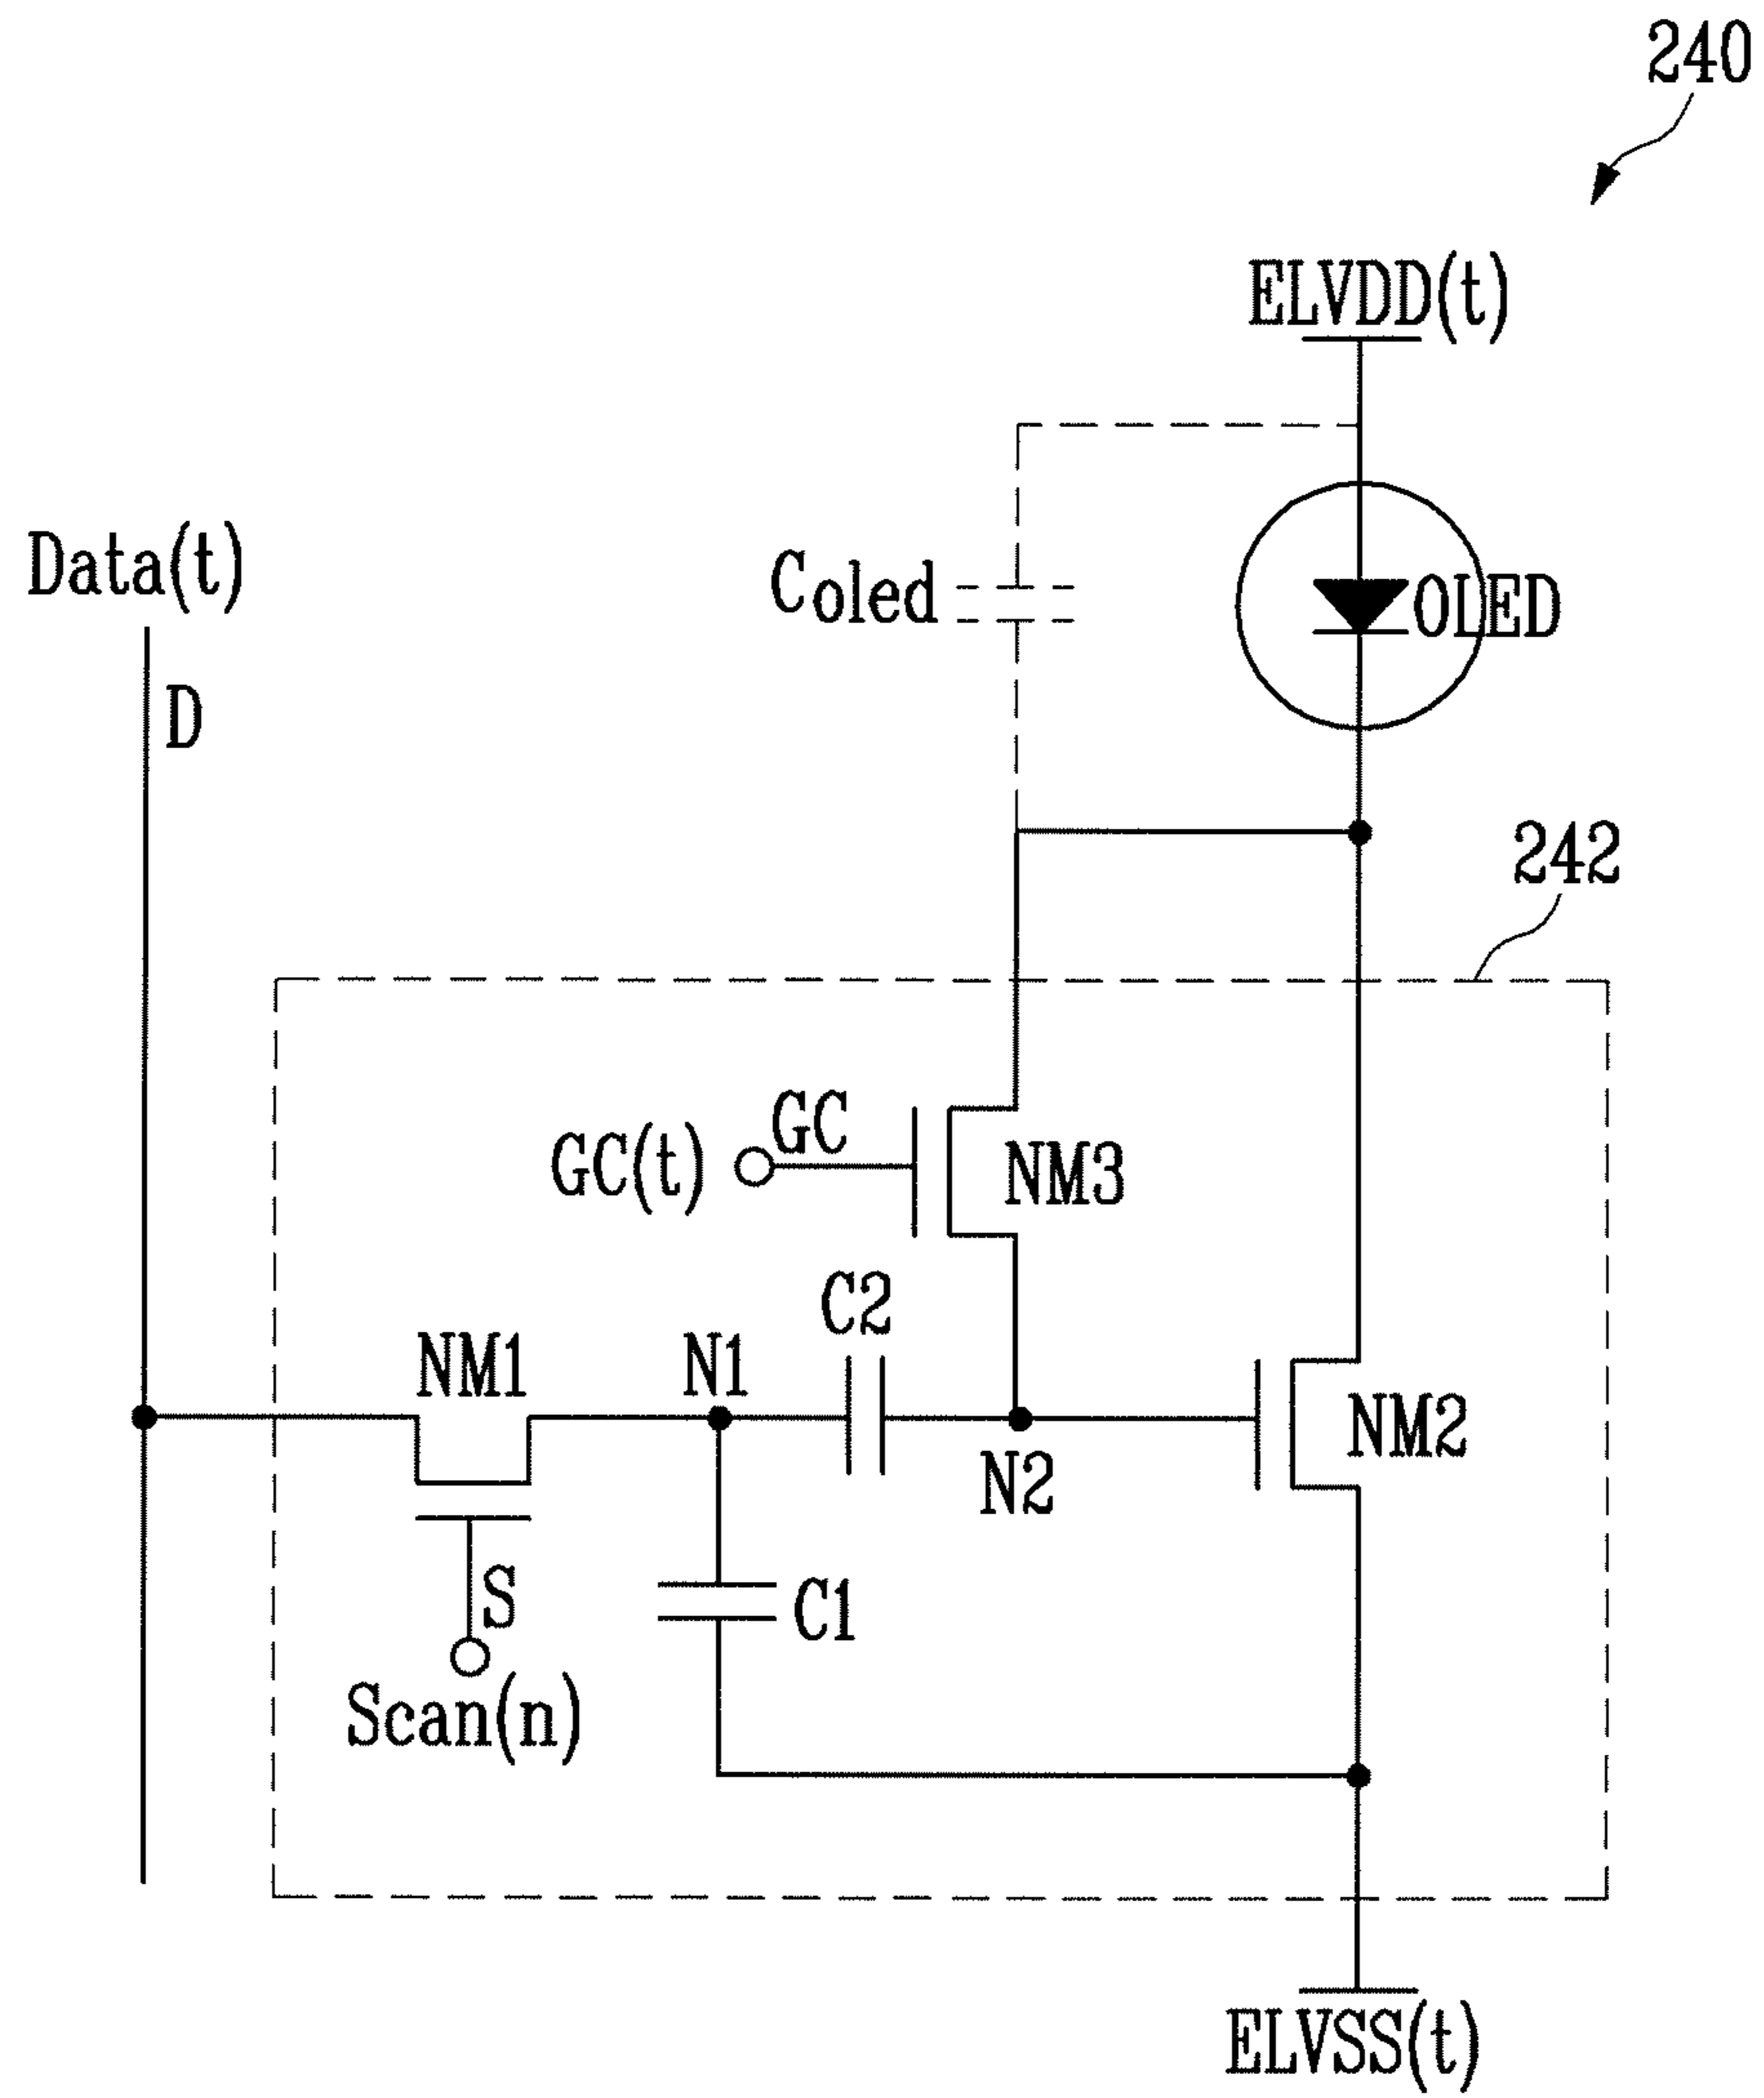 240
ELVDD(t)
Data(t)
Coled
OLED
D
242
GC
GC(t)
NM3
C2
NM1
N1
NM2
N2
S
C1
Scan(n)
ELVSS(t)